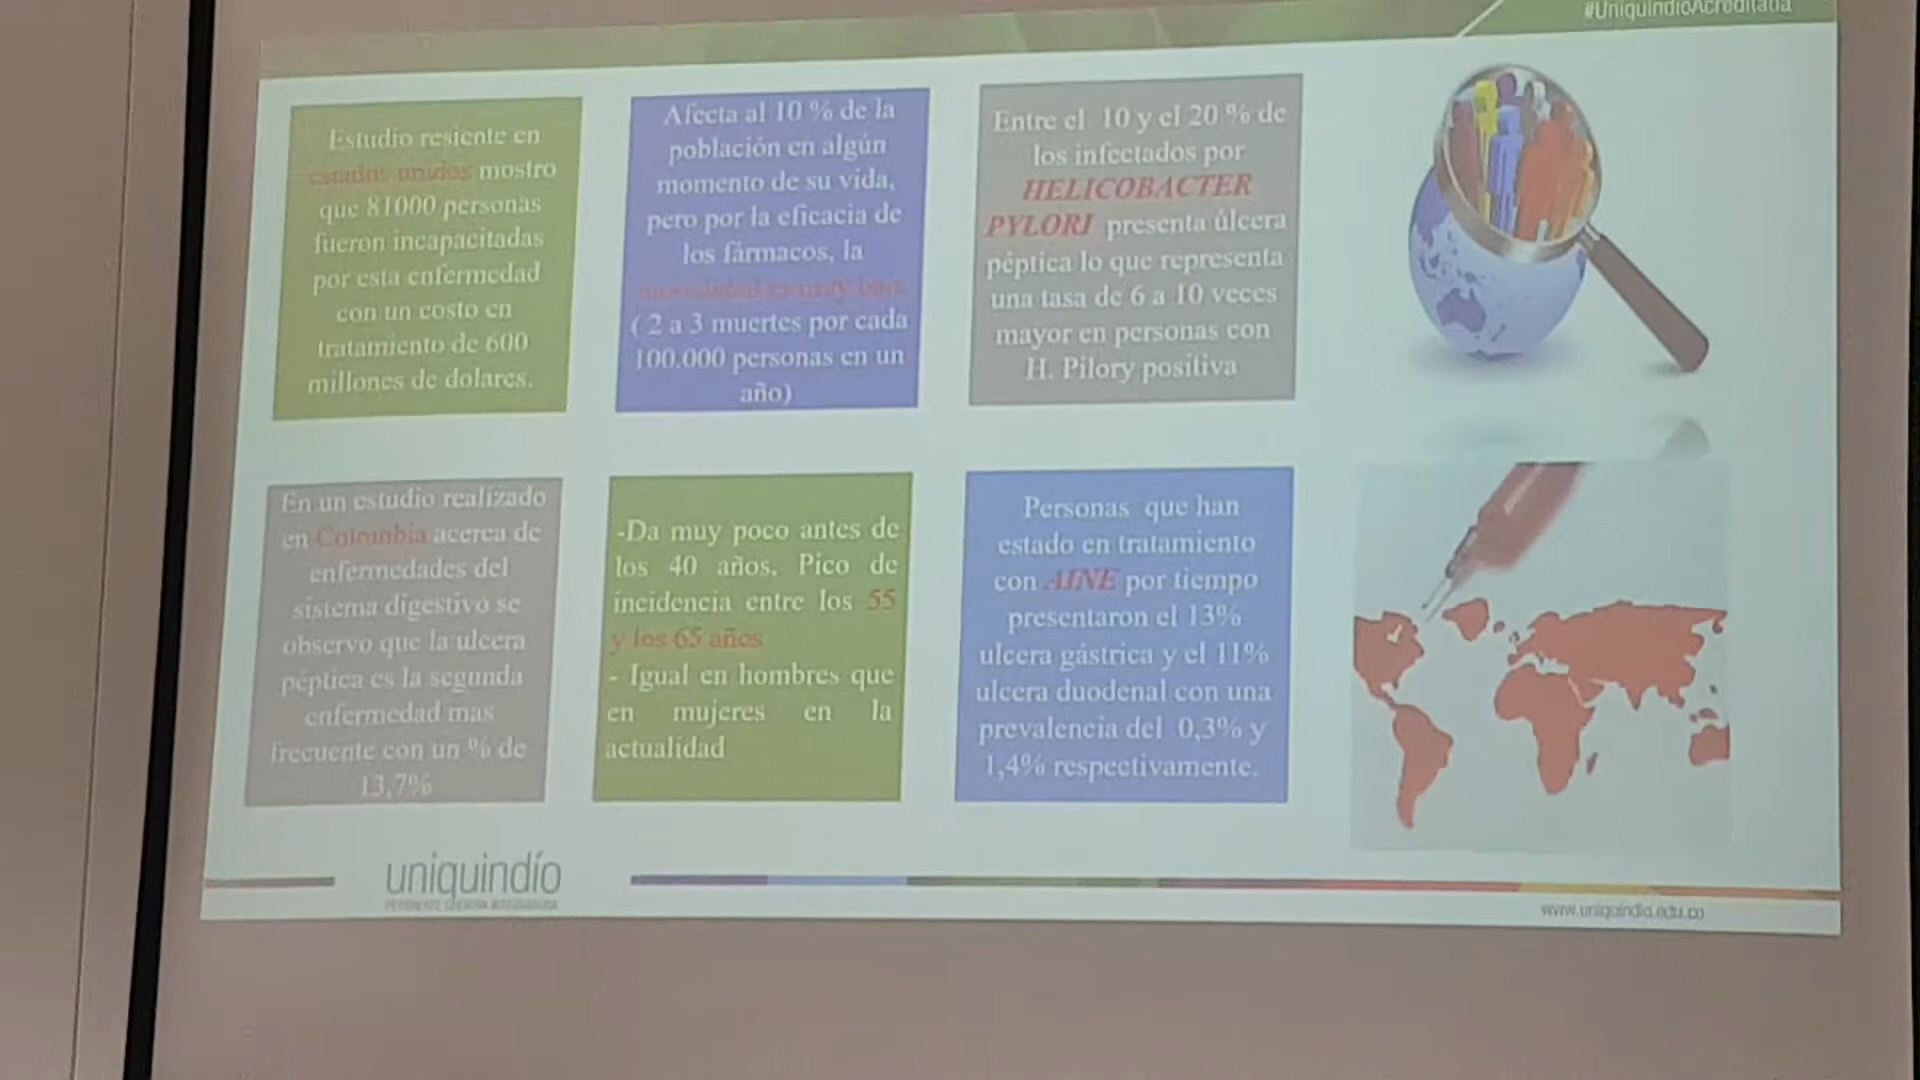 #UniquindioAcreditada
Estudio resiente en
estados unidos mostro
que 81000 personas
fueron incapacitadas
por esta enfermedad
con un costo en
tratamiento de 600
millones de dolares.
Afecta al 10 % de la
población en algún
momento de su vida,
pero por la eficacia de
los fármacos, la
mortalidad es muy baja
( 2 a 3 muertes por cada
100.000 personas en un
año)
Entre el 10 y el 20 % de
los infectados por
HELICOBACTER
PYLORI presenta úlcera
péptica lo que representa
una tasa de 6 a 10 veces
mayor en personas con
H. Pilory positiva
En un estudio realizado
en Colombia acerca de
enfermedades del
sistema digestivo se
observo que la ulcera
péptica es la segunda
enfermedad mas
frecuente con un % de
13,7%
-Da muy poco antes de
los 40 años. Pico de
incidencia entre los 55
y los 65 años
- Igual en hombres que
en mujeres en la
actualidad
Personas que han
estado en tratamiento
con AINE por tiempo
presentaron el 13%
ulcera gástrica y el 11%
ulcera duodenal con una
prevalencia del 0,3% y
1,4% respectivamente.
uniquindío
www.uniquindio.edu.co